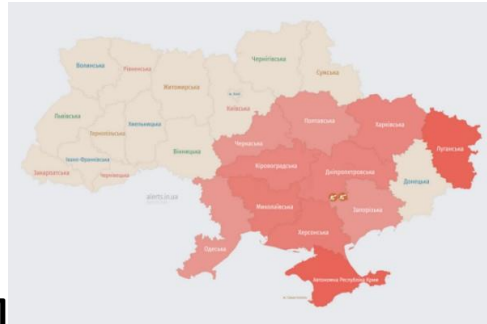 Волинська
Рівненська
Житомирська
Чернігівська
Сумська
Київська
Львівська
Тернопільська
Хмельницька
Вінницька
Івано-Франківська
Закарпатська
Чернівецька
Черкаська
Полтавська
Харківська
Луганська
Кіровоградська
Дніпропетровська
Донецька
alerts.in.ua
Миколаївська
Запорізька
Одеська
Херсонська
Автономна Республіка Крим